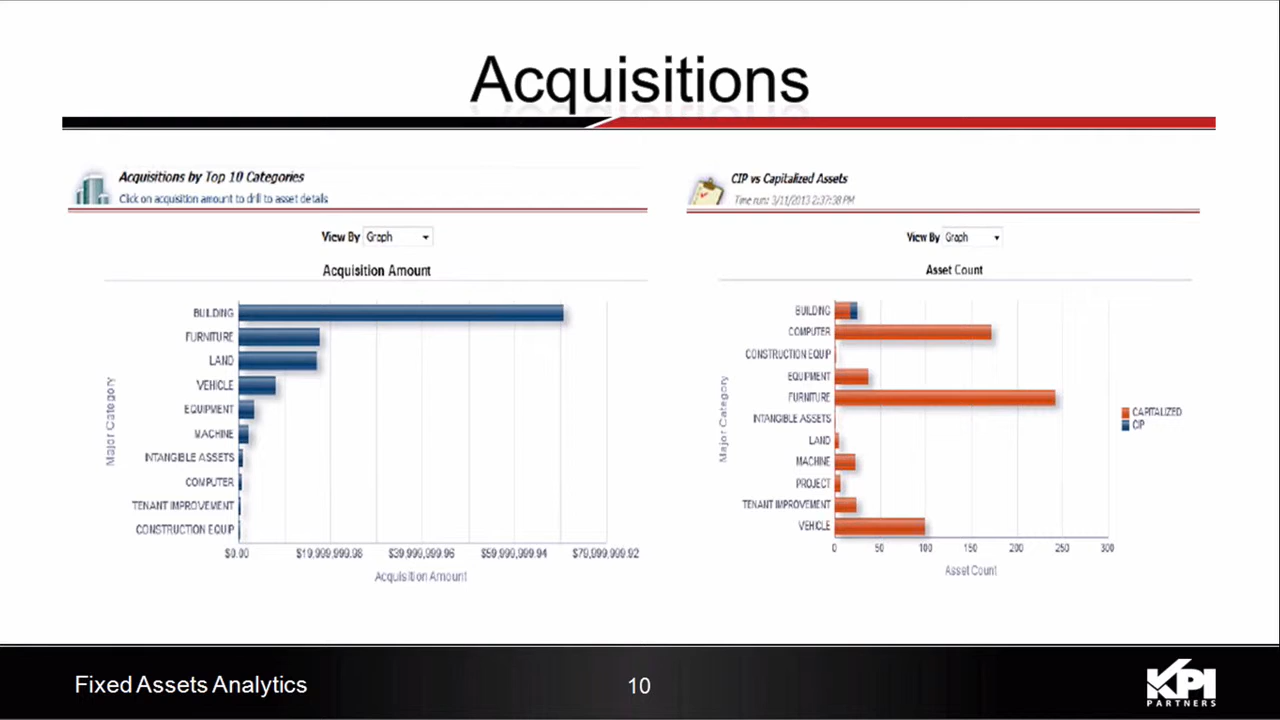 Acquisitions
Acquisitions by Top 10 Categories
Click on acquisition amount to drill to asset details
View By Graph
Acquisition Amount
BUILDING
FURNITURE
LAND
VEHICLE
EQUIPMENT
MACHINE
INTANGIBLE ASSETS
COMPUTER
TENANT IMPROVEMENT
CONSTRUCTION EQUIP
Major Category
$0.00 $19,999,999.98 $39,999,999.96 $59,999,999.94 $79,999,999.92
Acquisition Amount
CIP vs Capitalized Assets
Time run: 3/11/2013 2:37:38 PM
View By Graph
Asset Count
BUILDING
COMPUTER
CONSTRUCTION EQUIP
EQUIPMENT
FURNITURE
INTANGIBLE ASSETS
LAND
MACHINE
PROJECT
TENANT IMPROVEMENT
VEHICLE
Major Category
0 50 100 150 200 250 300
Asset Count
CAPITALIZED
CIP
Fixed Assets Analytics
10
KPI
PARTNERS